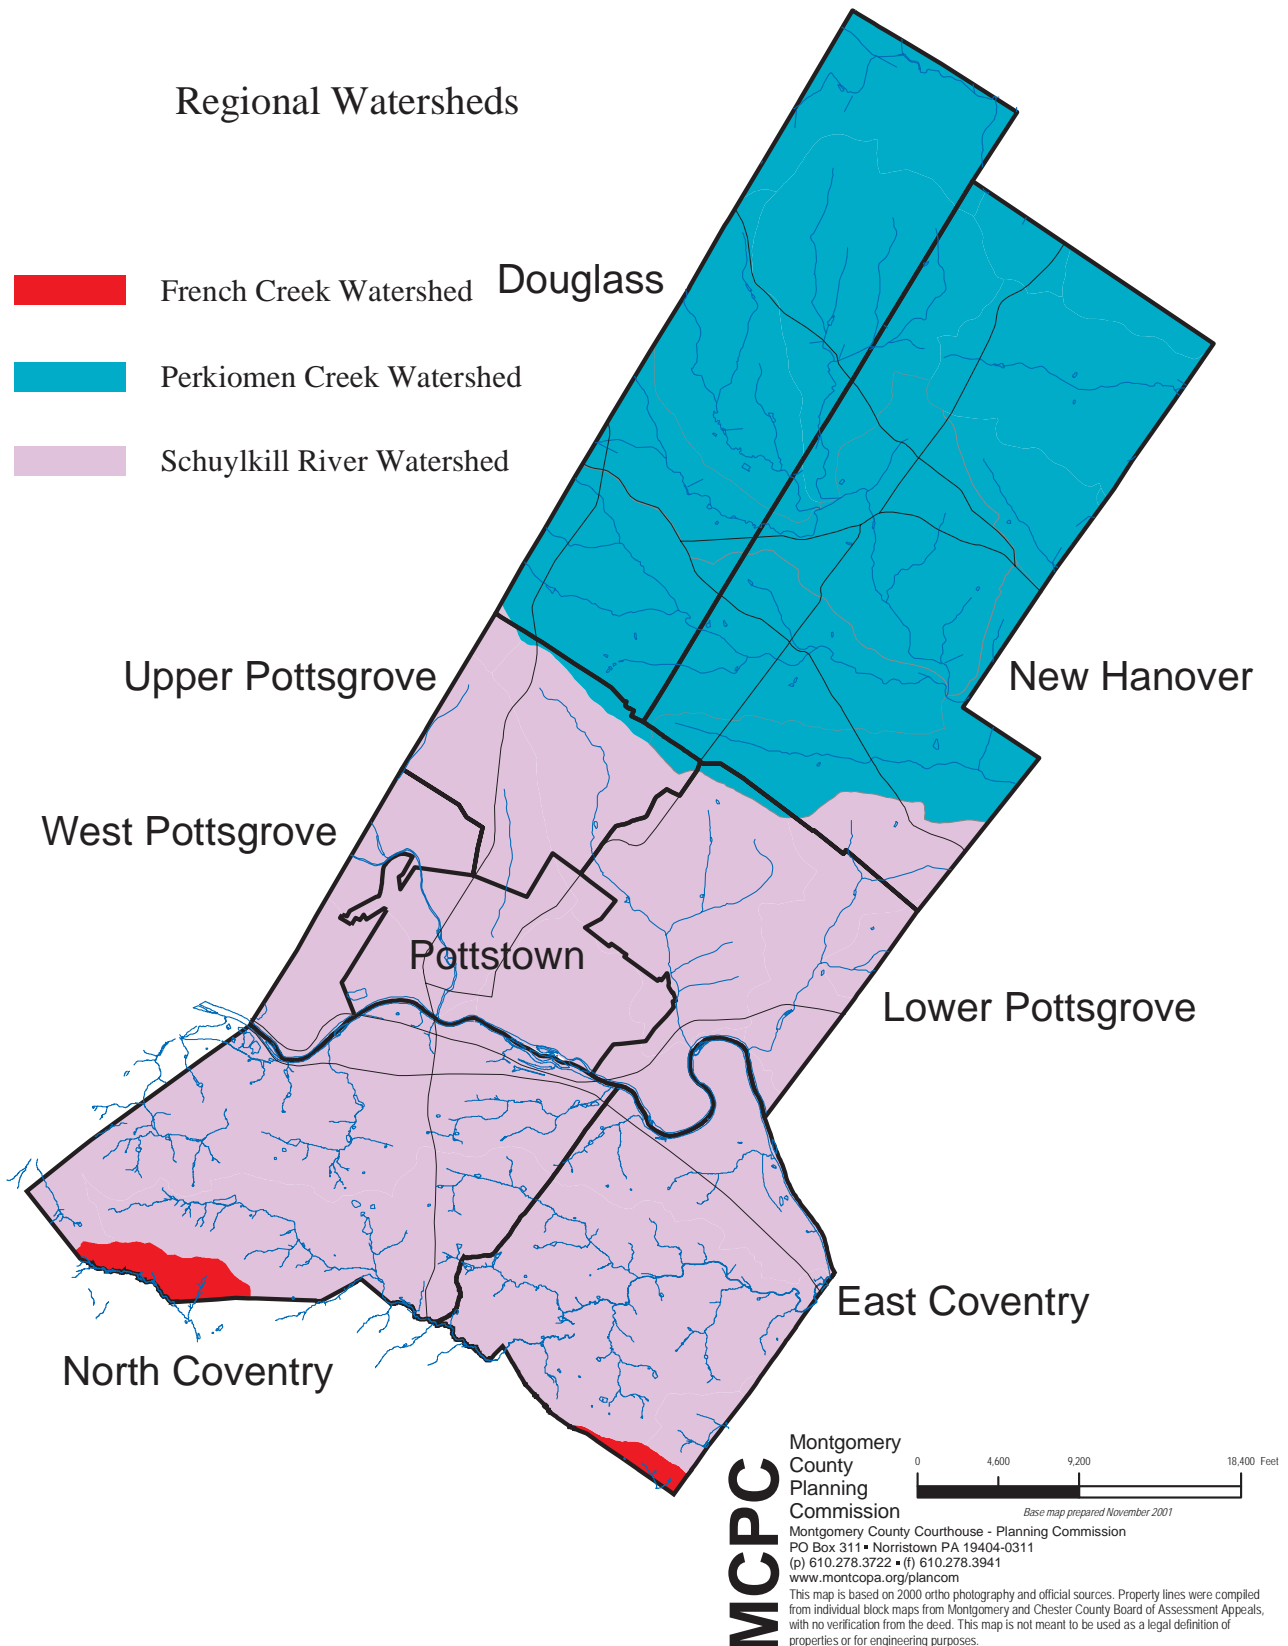 Regional Watersheds
French Creek Watershed
Perkiomen Creek Watershed
Schuylkill River Watershed
Douglass
Upper Pottsgrove
New Hanover
West Pottsgrove
Pottstown
Lower Pottsgrove
East Coventry
North Coventry
MCPC
Montgomery
County
Planning
Commission
0 4,600 9,200 18,400 Feet
Base map prepared November 2001
Montgomery County Courthouse - Planning Commission
PO Box 311 ▪ Norristown PA 19404-0311
(p) 610.278.3722 ▪ (f) 610.278.3941
www.montcopa.org/plancom
This map is based on 2000 ortho photography and official sources. Property lines were compiled
from individual block maps from Montgomery and Chester County Board of Assessment Appeals,
with no verification from the deed. This map is not meant to be used as a legal definition of
properties or for engineering purposes.